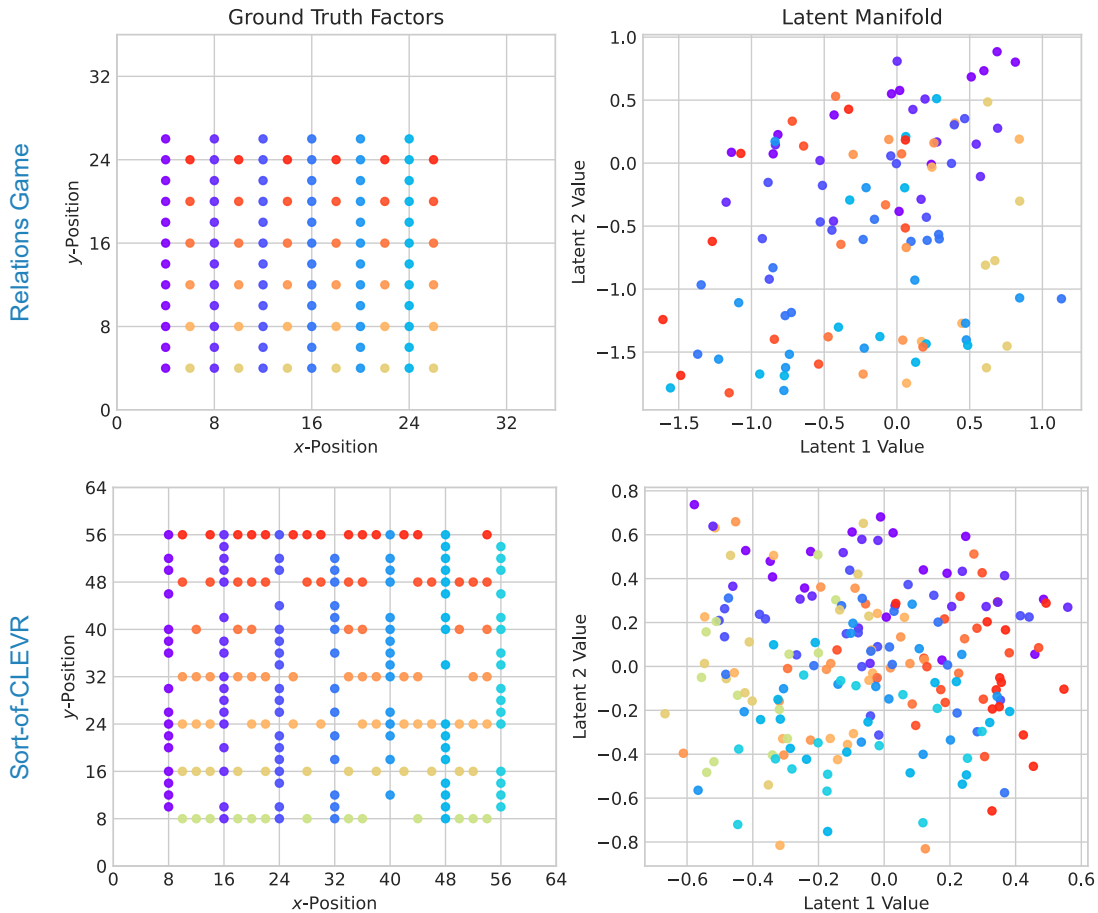 Ground Truth Factors
Latent Manifold
Relations Game
y-Position
32
24
16
8
0
0 8 16 24 32
x-Position
Latent 2 Value
1.0
0.5
0.0
−0.5
−1.0
−1.5
−1.5 −1.0 −0.5 0.0 0.5 1.0
Latent 1 Value
Sort-of-CLEVR
y-Position
64
56
48
40
32
24
16
8
0
0 8 16 24 32 40 48 56 64
x-Position
Latent 2 Value
0.8
0.6
0.4
0.2
0.0
−0.2
−0.4
−0.6
−0.8
−0.6 −0.4 −0.2 0.0 0.2 0.4 0.6
Latent 1 Value